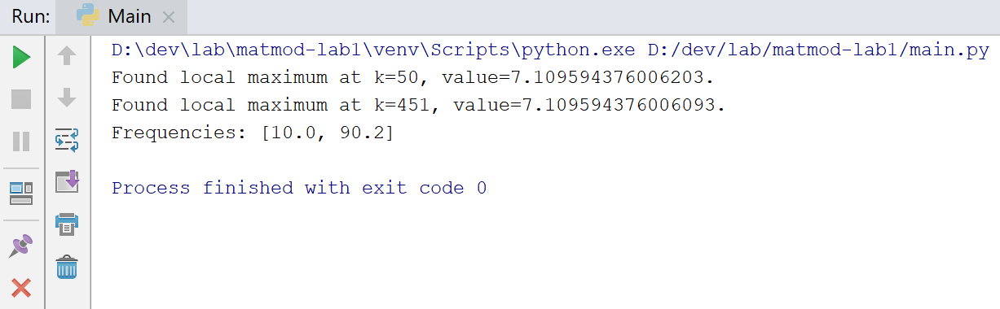 Run: Main
D:\dev\lab\matmod-lab1\venv\Scripts\python.exe D:/dev/lab/matmod-lab1/main.py
Found local maximum at k=50, value=7.109594376006203.
Found local maximum at k=451, value=7.109594376006093.
Frequencies: [10.0, 90.2]
Process finished with exit code 0